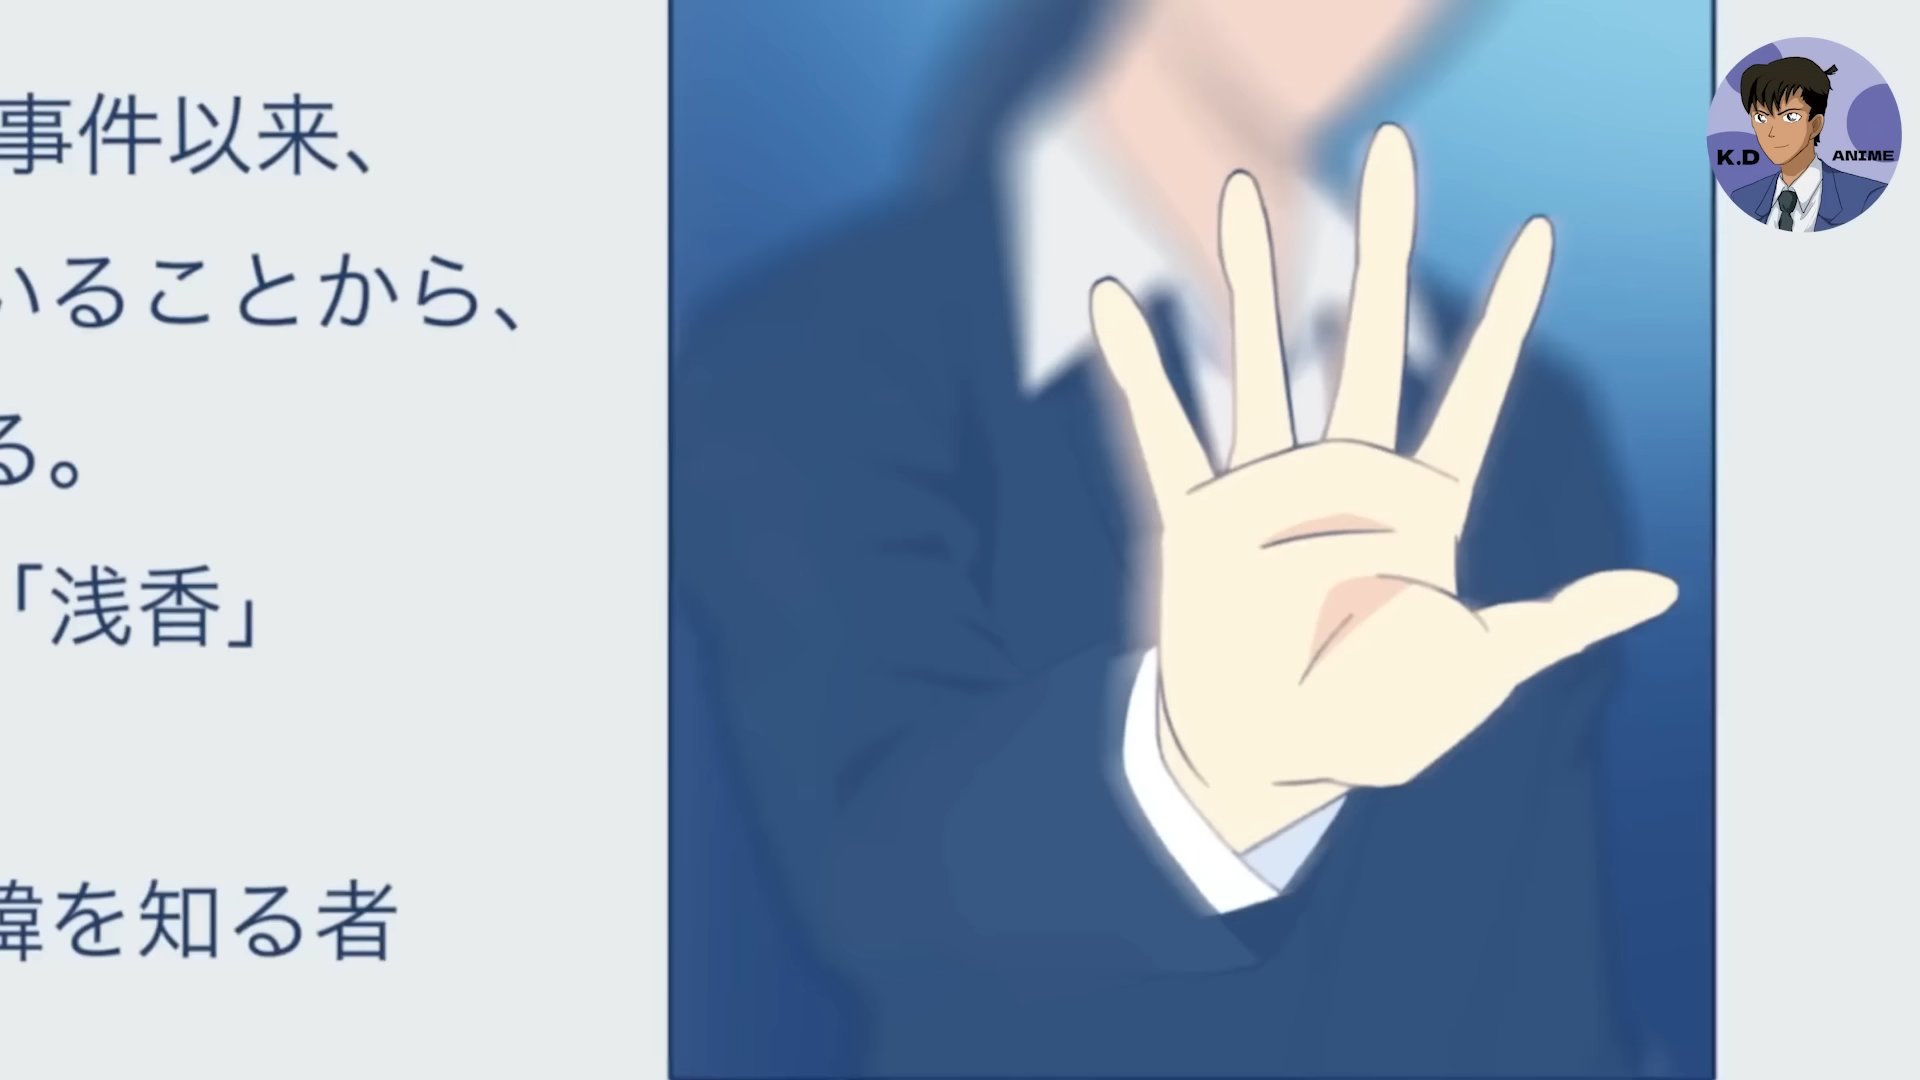 事件以来、
いることから、
る。
「浅香」
緯を知る者
K.D ANIME